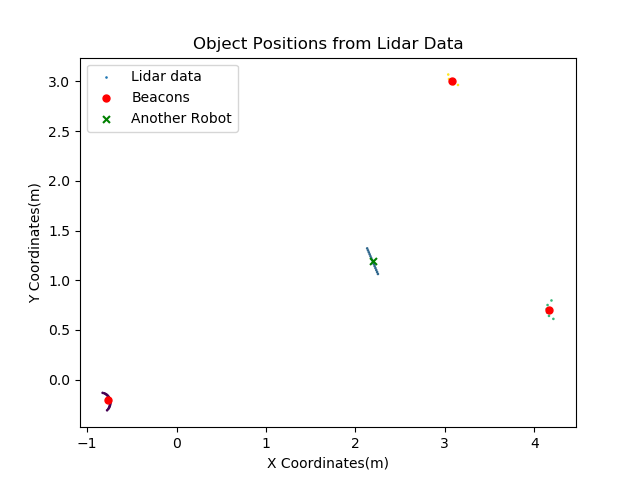 Object Positions from Lidar Data
Lidar data
Beacons
Another Robot
3.0
2.5
2.0
1.5
1.0
0.5
0.0
Y Coordinates(m)
−1
0
1
2
3
4
X Coordinates(m)